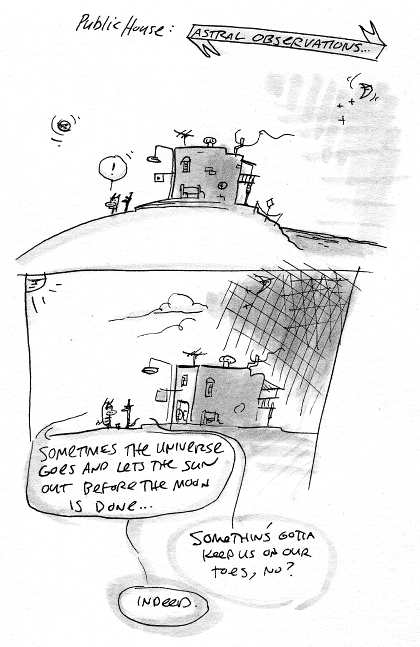 Public House:
ASTRAL OBSERVATIONS...
!
SOMETIMES THE UNIVERSE
GOES AND LETS THE SUN
OUT BEFORE THE MOON
IS DONE...
SOMETHIN'S GOTTA
KEEP US ON OUR
TOES, NO?
INDEED.